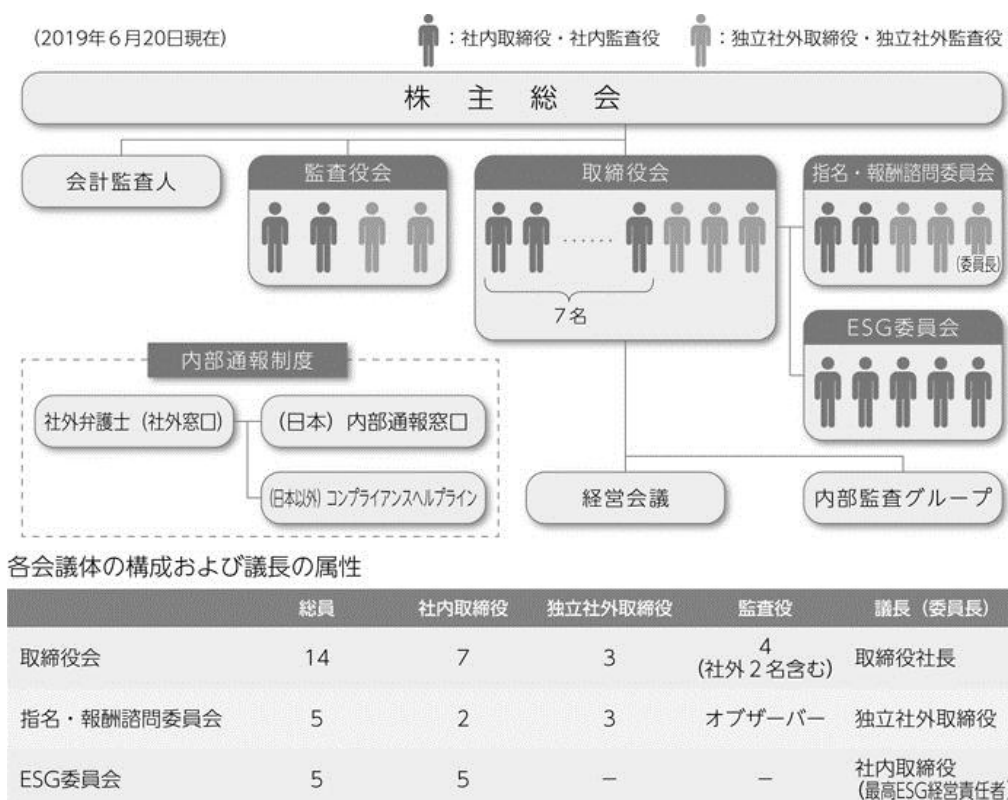 (2019年6月20日現在)
：社内取締役・社内監査役
：独立社外取締役・独立社外監査役
株主総会
会計監査人
監査役会
取締役会
指名・報酬諮問委員会
……
(委員長)
7名
ESG委員会
内部通報制度
社外弁護士（社外窓口）
（日本）内部通報窓口
(日本以外) コンプライアンスヘルプライン
経営会議
内部監査グループ
各会議体の構成および議長の属性
総員 社内取締役 独立社外取締役 監査役 議長（委員長）
取締役会 14 7 3 4 (社外2名含む) 取締役社長
指名・報酬諮問委員会 5 2 3 オブザーバー 独立社外取締役
ESG委員会 5 5 － － 社内取締役 (最高ESG経営責任者)